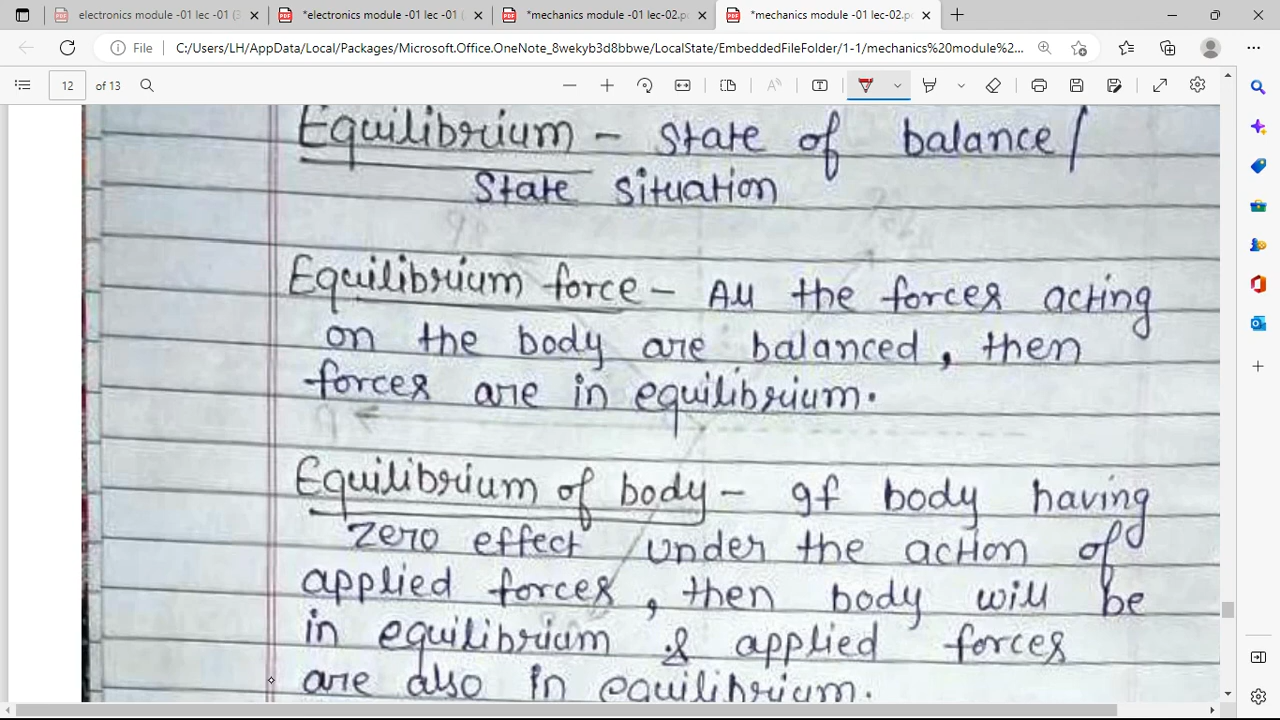 electronics module -01 lec -01 (
*electronics module -01 lec -01 (
*mechanics module -01 lec-02.p
*mechanics module -01 lec-02.p
File
C:/Users/LH/AppData/Local/Packages/Microsoft.Office.OneNote_8wekyb3d8bbwe/LocalState/EmbeddedFileFolder/1-1/mechanics%20module%2...
12 of 13
Equilibrium - State of balance/
State situation
Equilibrium force - All the forces acting
on the body are balanced, then
forces are in equilibrium.
Equilibrium of body - If body having
zero effect under the action of
applied forces, then body will be
in equilibrium & applied forces
are also in equilibrium.